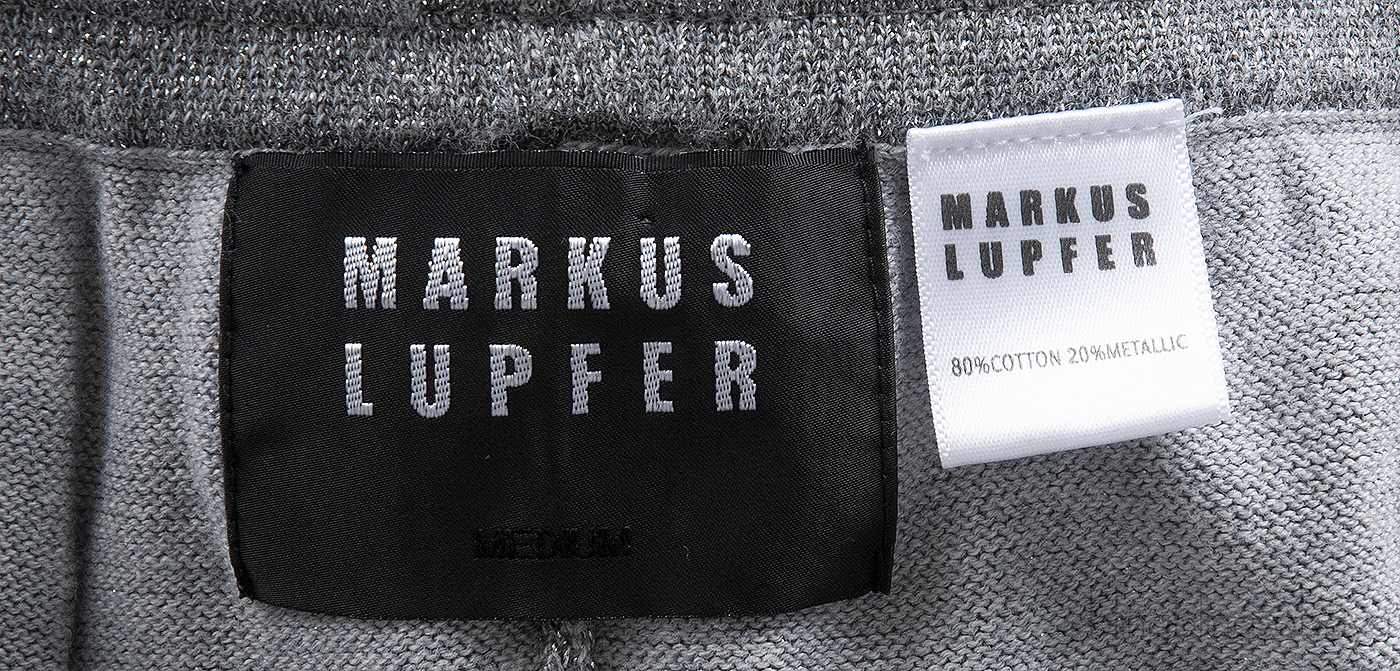 MARKUS
LUPFER
MEDIUM
MARKUS
LUPFER
80%COTTON 20%METALLIC